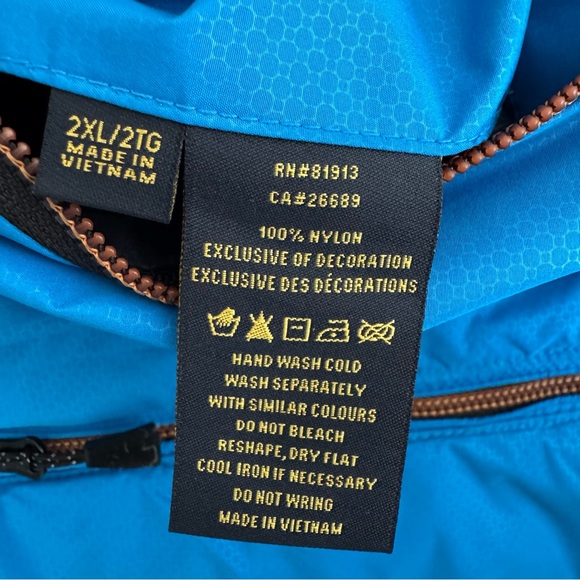 2XL/2TG
MADE IN
VIETNAM
RN#81913
CA#26689
100% NYLON
EXCLUSIVE OF DECORATION
EXCLUSIVE DES DÉCORATIONS
HAND WASH COLD
WASH SEPARATELY
WITH SIMILAR COLOURS
DO NOT BLEACH
RESHAPE, DRY FLAT
COOL IRON IF NECESSARY
DO NOT WRING
MADE IN VIETNAM